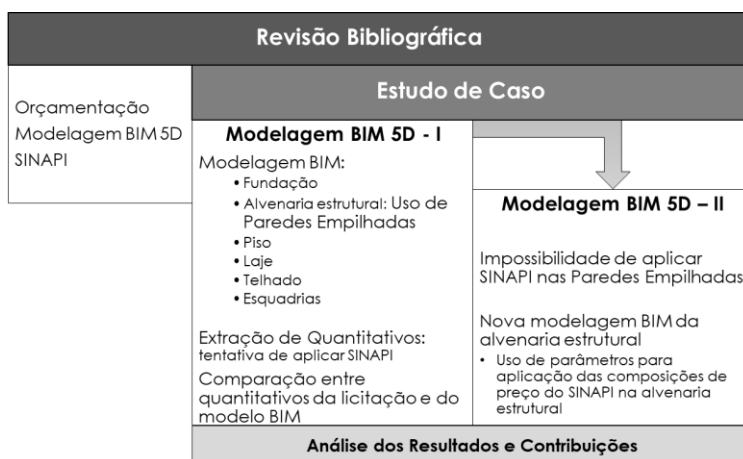 Revisão Bibliográfica
Orçamentação
Modelagem BIM 5D
SINAPI
Estudo de Caso
Modelagem BIM 5D - I
Modelagem BIM:
• Fundação
• Alvenaria estrutural: Uso de
Paredes Empilhadas
• Piso
• Laje
• Telhado
• Esquadrias
Extração de Quantitativos:
tentativa de aplicar SINAPI
Comparação entre
quantitativos da licitação e do
modelo BIM
Modelagem BIM 5D – II
Impossibilidade de aplicar
SINAPI nas Paredes Empilhadas
Nova modelagem BIM da
alvenaria estrutural
• Uso de parâmetros para
aplicação das composições de
preço do SINAPI na alvenaria
estrutural
Análise dos Resultados e Contribuições